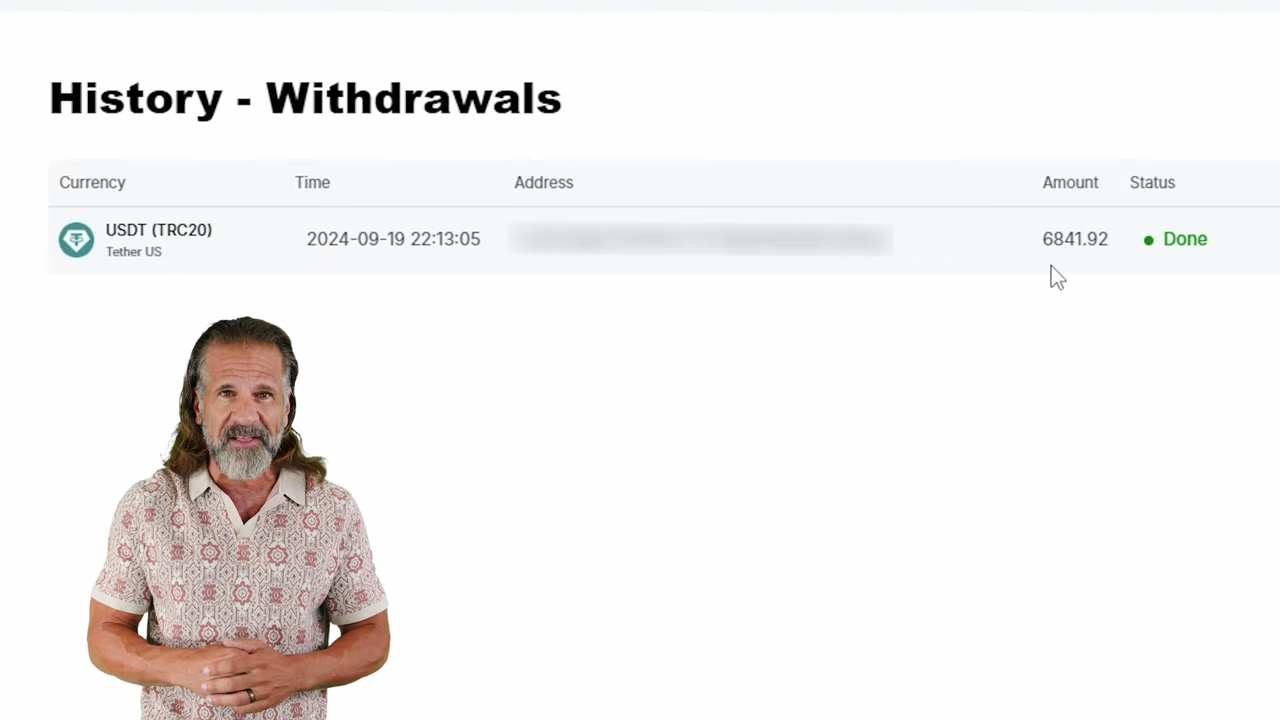 History - Withdrawals
Currency Time Address Amount Status
USDT (TRC20)
Tether US
2024-09-19 22:13:05 6841.92 Done